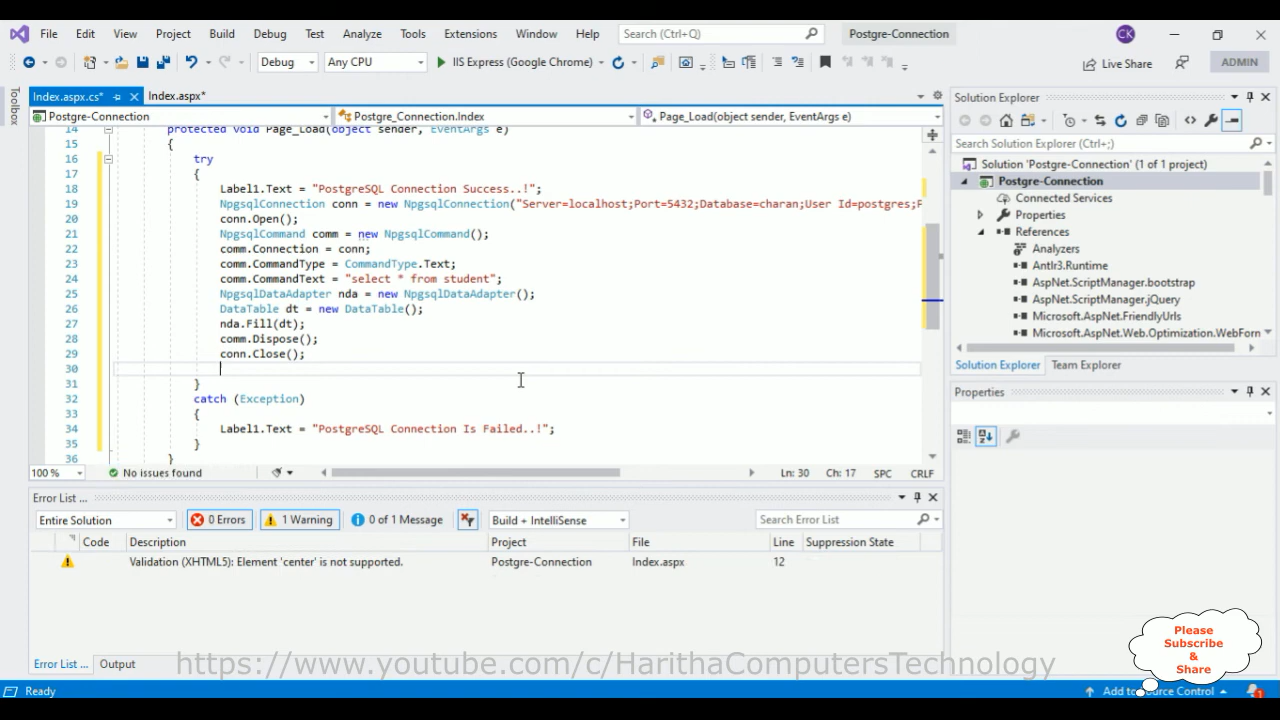 File Edit View Project Build Debug Test Analyze Tools Extensions Window Help Search (Ctrl+Q) Postgre-Connection CK
Debug Any CPU IIS Express (Google Chrome) Live Share ADMIN
Toolbox
Index.aspx.cs* Index.aspx*
Postgre-Connection Postgre_Connection.Index Page_Load(object sender, EventArgs e)
14 protected void Page_Load(object sender, EventArgs e)
15 {
16 try
17 {
18 Label1.Text = "PostgreSQL Connection Success..!";
19 NpgsqlConnection conn = new NpgsqlConnection("Server=localhost;Port=5432;Database=charan;User Id=postgres;
20 conn.Open();
21 NpgsqlCommand comm = new NpgsqlCommand();
22 comm.Connection = conn;
23 comm.CommandType = CommandType.Text;
24 comm.CommandText = "select * from student";
25 NpgsqlDataAdapter nda = new NpgsqlDataAdapter();
26 DataTable dt = new DataTable();
27 nda.Fill(dt);
28 comm.Dispose();
29 conn.Close();
30
31 }
32 catch (Exception)
33 {
34 Label1.Text = "PostgreSQL Connection Is Failed..!";
35 }
36 }
100 % No issues found Ln: 30 Ch: 17 SPC CRLF
Error List ...
Entire Solution 0 Errors 1 Warning 0 of 1 Message Build + IntelliSense Search Error List
Code Description Project File Line Suppression State
Validation (XHTML5): Element 'center' is not supported. Postgre-Connection Index.aspx 12
Error List ... Output
Solution Explorer
Search Solution Explorer (Ctrl+;)
Solution 'Postgre-Connection' (1 of 1 project)
Postgre-Connection
Connected Services
Properties
References
Analyzers
Antlr3.Runtime
AspNet.ScriptManager.bootstrap
AspNet.ScriptManager.jQuery
Microsoft.AspNet.FriendlyUrls
Microsoft.AspNet.Web.Optimization.WebForn
Solution Explorer Team Explorer
Properties
Please
Subscribe
&
Share
https://www.youtube.com/c/HarithaComputersTechnology
Ready Add to Source Control 1